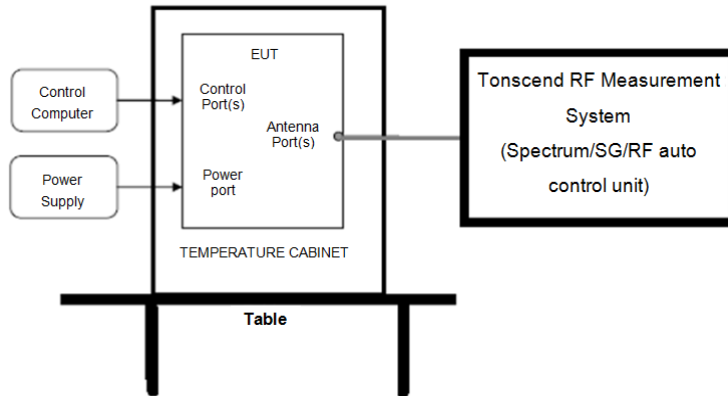 Control
Computer
Power
Supply
EUT
Control
Port(s)
Antenna
Port(s)
Power
port
TEMPERATURE CABINET
Table
Tonscend RF Measurement
System
(Spectrum/SG/RF auto
control unit)